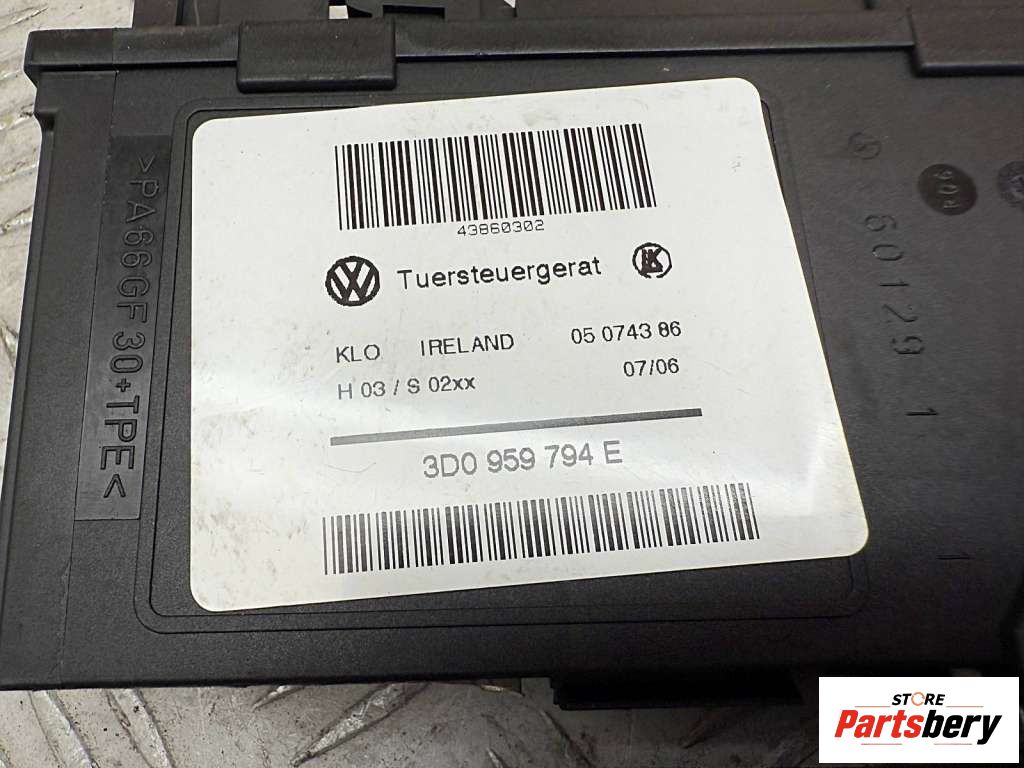 43860302
Tuersteuergerat
KLO IRELAND 05 0743 86
H 03 / S 02xx 07/06
3D0 959 794 E
>PA66GF30+TPE<
601291
1
STORE
Partsbery